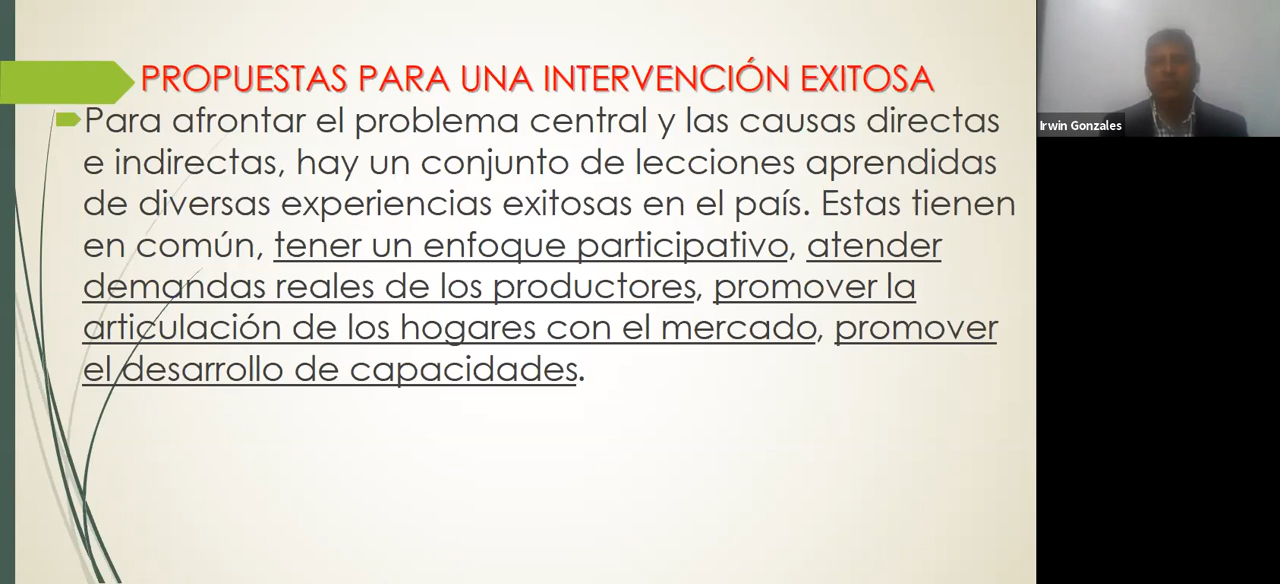 PROPUESTAS PARA UNA INTERVENCIÓN EXITOSA
Para afrontar el problema central y las causas directas
e indirectas, hay un conjunto de lecciones aprendidas
de diversas experiencias exitosas en el país. Estas tienen
en común, tener un enfoque participativo, atender
demandas reales de los productores, promover la
articulación de los hogares con el mercado, promover
el desarrollo de capacidades.
Irwin Gonzales